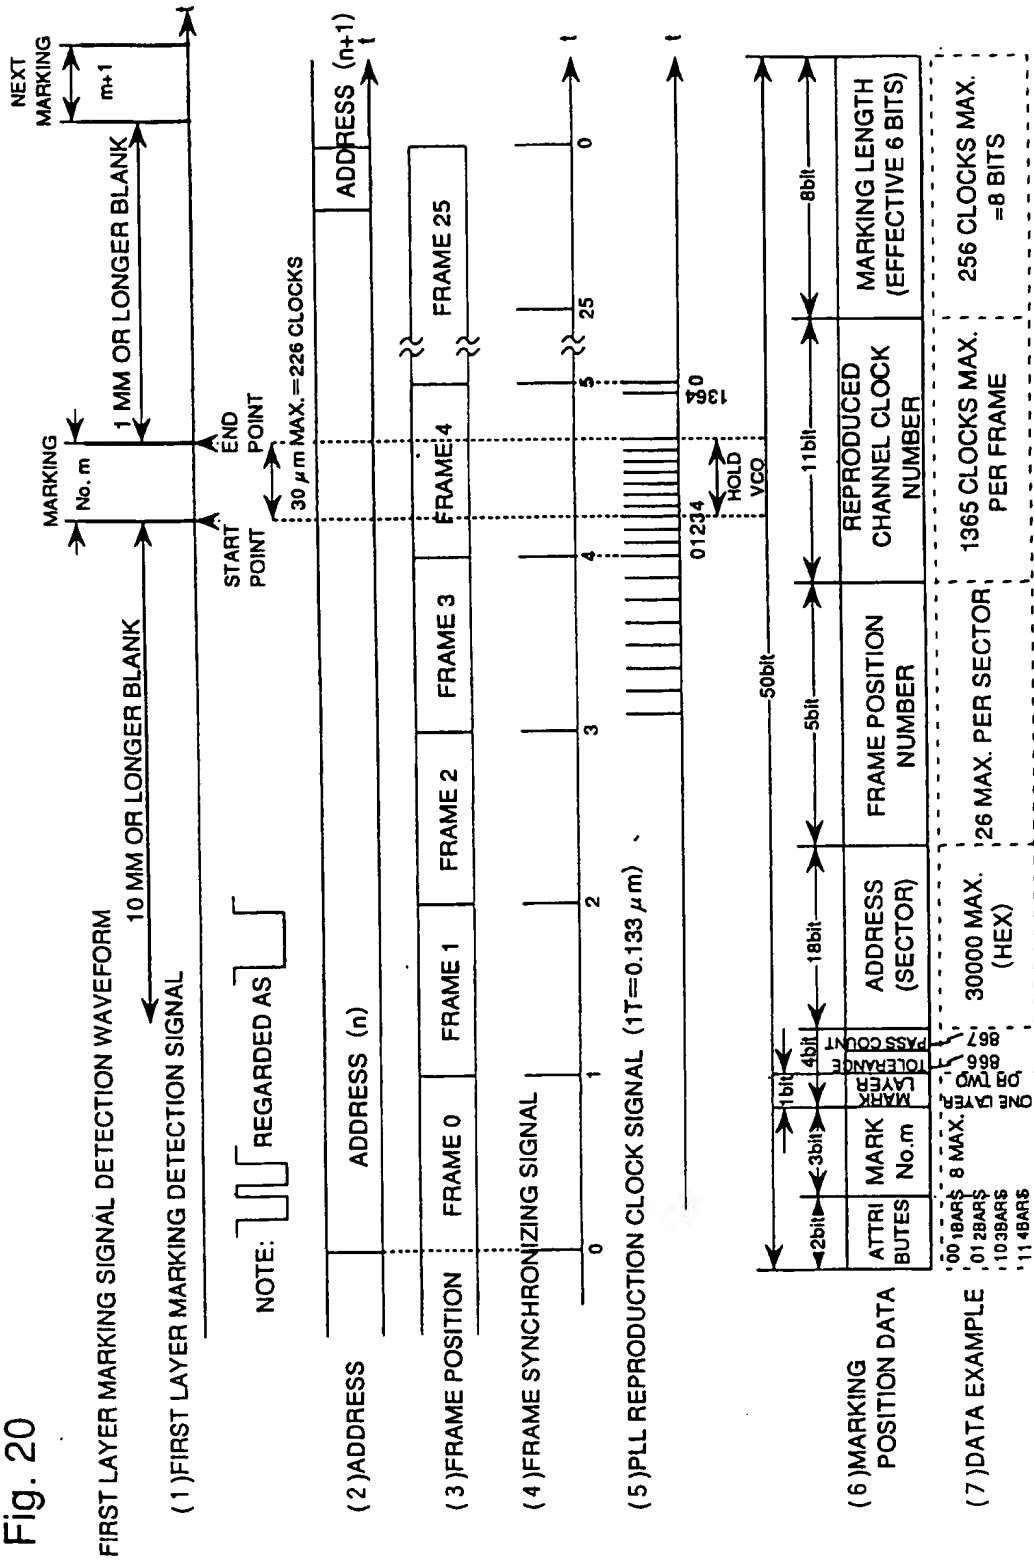 Fig. 20
FIRST LAYER MARKING SIGNAL DETECTION WAVEFORM
(1)FIRST LAYER MARKING DETECTION SIGNAL
10 MM OR LONGER BLANK
MARKING
No. m
1 MM OR LONGER BLANK
NEXT
MARKING
m+1
t
START
POINT
END
POINT
NOTE:
REGARDED AS
30 μm MAX.=226 CLOCKS
(2)ADDRESS
ADDRESS (n)
ADDRESS (n+1)
t
(3)FRAME POSITION
FRAME 0
FRAME 1
FRAME 2
FRAME 3
FRAME 4
FRAME 25
(4)FRAME SYNCHRONIZING SIGNAL
0
1
2
3
4
5
25
0
t
(5)PLL REPRODUCTION CLOCK SIGNAL (1T=0.133 μm)
01234
1364
0
t
HOLD
VCO
50bit
2bit
3bit
1bit
4bit
18bit
5bit
11bit
8bit
(6)MARKING
POSITION DATA
ATTRI
BUTES
MARK
No.m
MARK
LAYER
TOLERANCE
PASS COUNT
ADDRESS
(SECTOR)
FRAME POSITION
NUMBER
REPRODUCED
CHANNEL CLOCK
NUMBER
MARKING LENGTH
(EFFECTIVE 6 BITS)
(7)DATA EXAMPLE
00 1BARS
01 2BARS
10 3BARS
11 4BARS
8 MAX.
ONE LAYER
OR TWO
866
867
30000 MAX.
(HEX)
26 MAX. PER SECTOR
1365 CLOCKS MAX.
PER FRAME
256 CLOCKS MAX.
=8 BITS